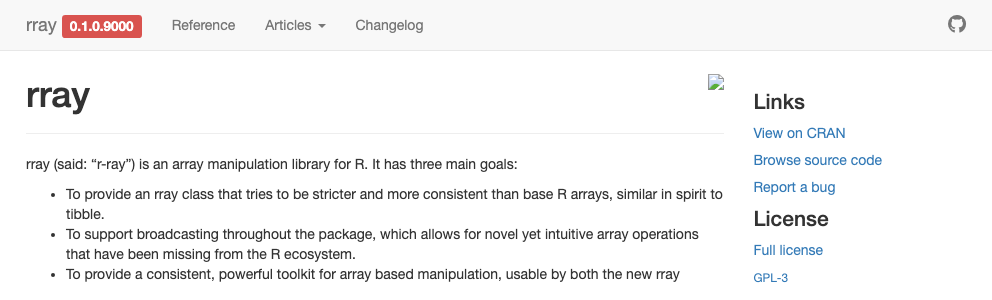 rray 0.1.0.9000 Reference Articles Changelog
rray
rray (said: “r-ray”) is an array manipulation library for R. It has three main goals:
• To provide an rray class that tries to be stricter and more consistent than base R arrays, similar in spirit to
tibble.
• To support broadcasting throughout the package, which allows for novel yet intuitive array operations
that have been missing from the R ecosystem.
• To provide a consistent, powerful toolkit for array based manipulation, usable by both the new rray
Links
View on CRAN
Browse source code
Report a bug
License
Full license
GPL-3